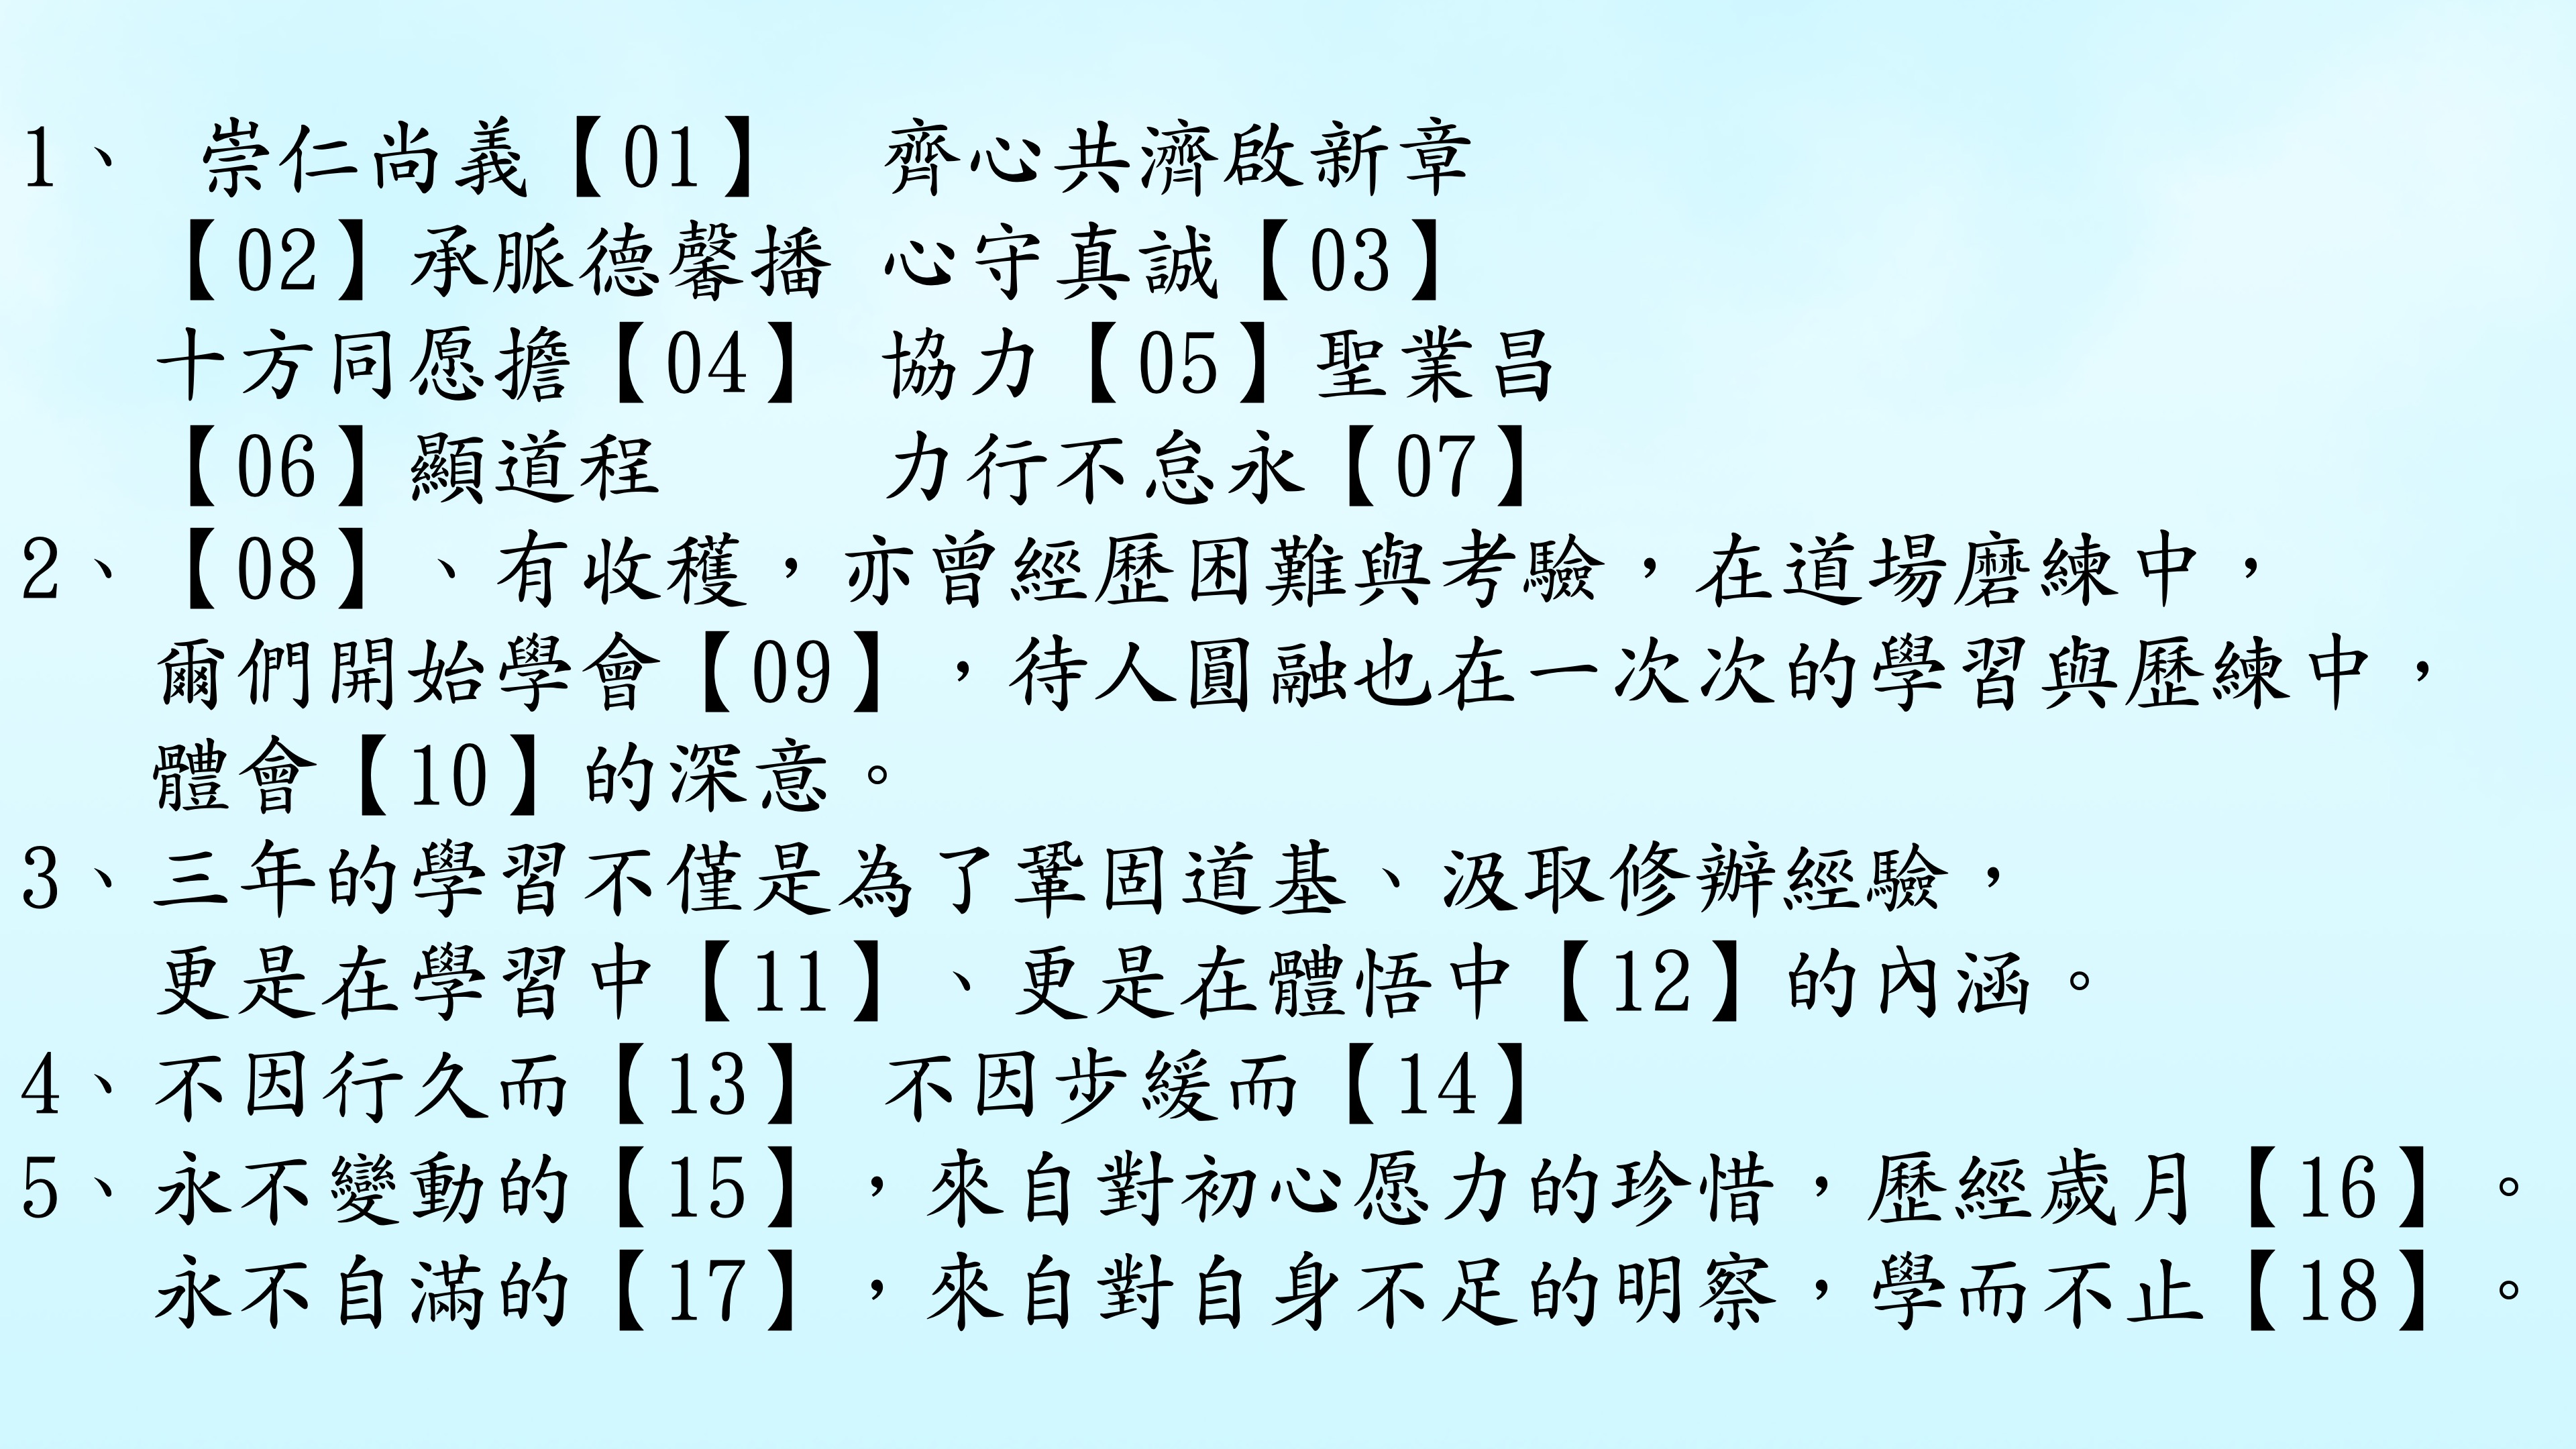 1、 崇仁尚義【01】 齊心共濟啟新章
【02】承脈德馨播 心守真誠【03】
十方同愿擔【04】 協力【05】聖業昌
【06】顯道程 力行不怠永【07】
2、【08】、有收穫，亦曾經歷困難與考驗，在道場磨練中，
爾們開始學會【09】，待人圓融也在一次次的學習與歷練中，
體會【10】的深意。
3、三年的學習不僅是為了鞏固道基、汲取修辦經驗，
更是在學習中【11】、更是在體悟中【12】的內涵。
4、不因行久而【13】 不因步緩而【14】
5、永不變動的【15】，來自對初心愿力的珍惜，歷經歲月【16】。
永不自滿的【17】，來自對自身不足的明察，學而不止【18】。